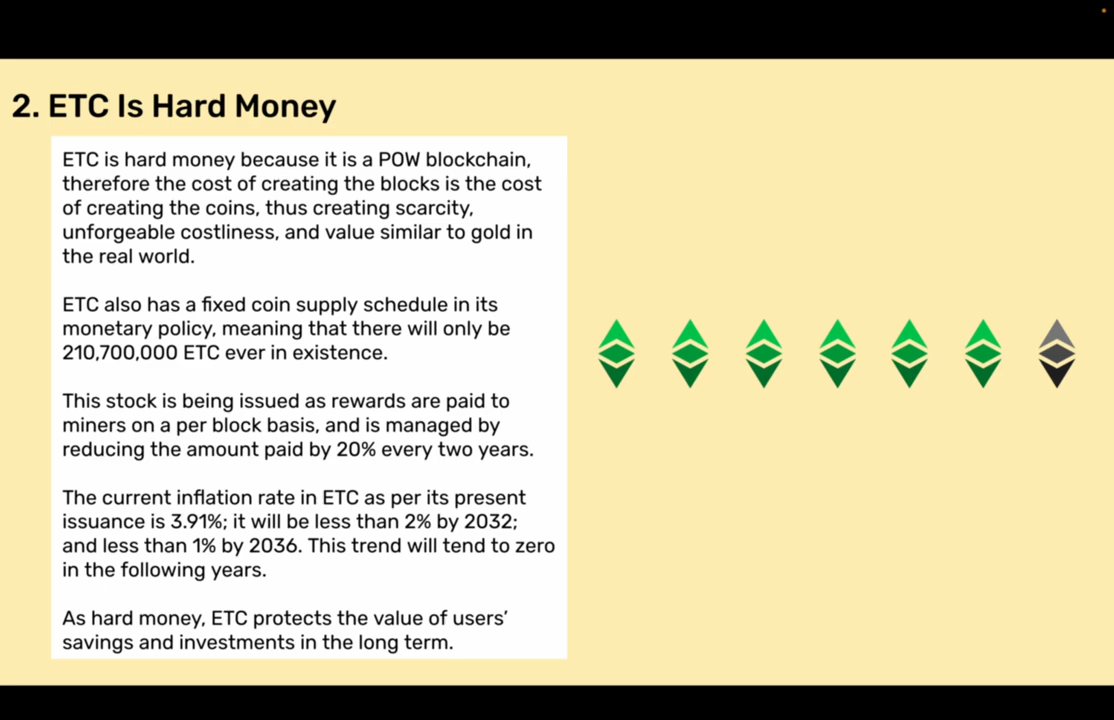 2. ETC Is Hard Money
ETC is hard money because it is a POW blockchain,
therefore the cost of creating the blocks is the cost
of creating the coins, thus creating scarcity,
unforgeable costliness, and value similar to gold in
the real world.
ETC also has a fixed coin supply schedule in its
monetary policy, meaning that there will only be
210,700,000 ETC ever in existence.
This stock is being issued as rewards are paid to
miners on a per block basis, and is managed by
reducing the amount paid by 20% every two years.
The current inflation rate in ETC as per its present
issuance is 3.91%; it will be less than 2% by 2032;
and less than 1% by 2036. This trend will tend to zero
in the following years.
As hard money, ETC protects the value of users’
savings and investments in the long term.